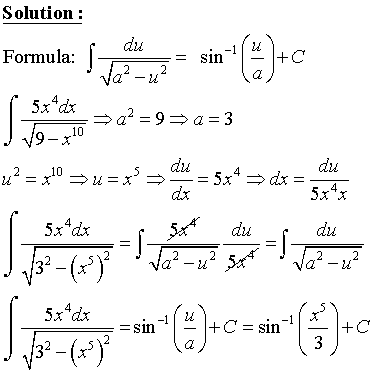 Solution :
Formula: ∫ du/√(a² − u²) = sin⁻¹(u/a) + C
∫ 5x⁴dx/√(9 − x¹⁰) ⇒ a² = 9 ⇒ a = 3
u² = x¹⁰ ⇒ u = x⁵ ⇒ du/dx = 5x⁴ ⇒ dx = du/5x⁴x
∫ 5x⁴dx/√(3² − (x⁵)²) = ∫ 5x⁴/√(a² − u²) du/5x⁴ = ∫ du/√(a² − u²)
∫ 5x⁴dx/√(3² − (x⁵)²) = sin⁻¹(u/a) + C = sin⁻¹(x⁵/3) + C